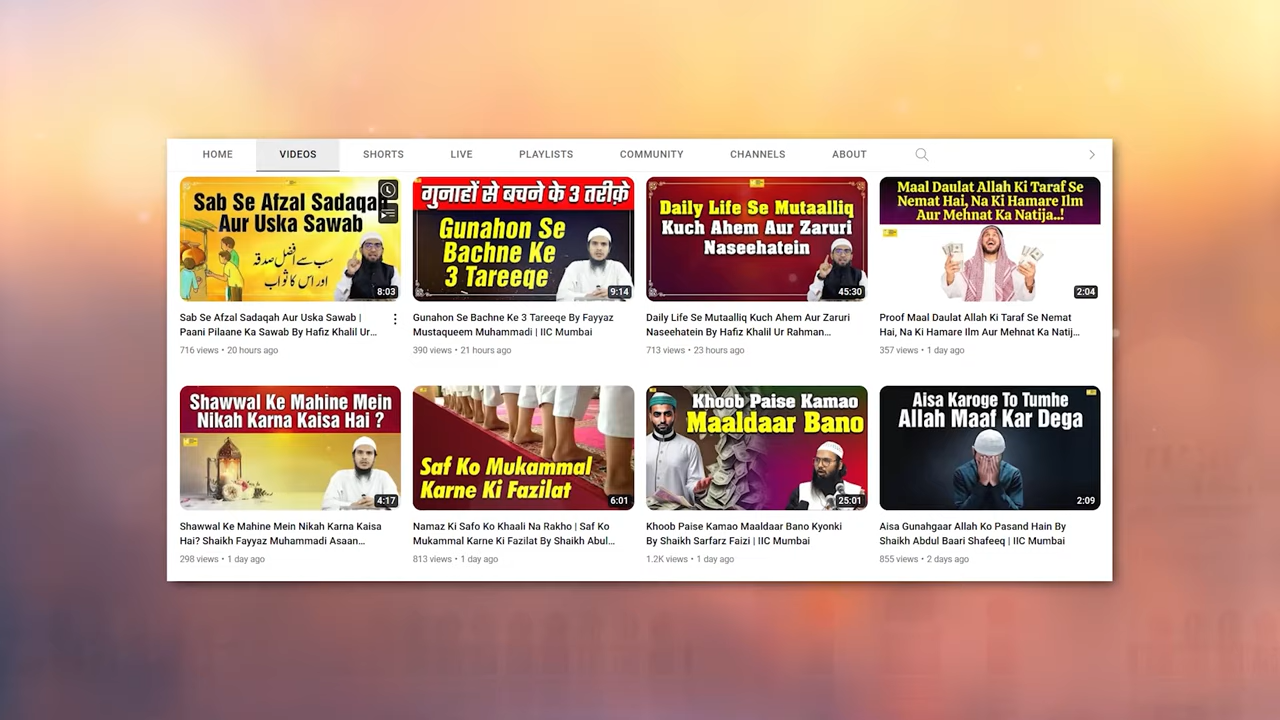 HOME VIDEOS SHORTS LIVE PLAYLISTS COMMUNITY CHANNELS ABOUT
Sab Se Afzal Sadaqah
Aur Uska Sawab
سب سے افضل صدقہ
اور اس کا ثواب
8:03
Sab Se Afzal Sadaqah Aur Uska Sawab |
Paani Pilaane Ka Sawab By Hafiz Khalil Ur...
716 views • 20 hours ago
गुनाहों से बचने के 3 तरीक़े
Gunahon Se
Bachne Ke
3 Tareeqe
9:14
Gunahon Se Bachne Ke 3 Tareeqe By Fayyaz
Mustaqueem Muhammadi | IIC Mumbai
390 views • 21 hours ago
Daily Life Se Mutaalliq
Kuch Ahem Aur Zaruri
Naseehatein
45:30
Daily Life Se Mutaalliq Kuch Ahem Aur Zaruri
Naseehatein By Hafiz Khalil Ur Rahman...
713 views • 23 hours ago
Maal Daulat Allah Ki Taraf Se
Nemat Hai, Na Ki Hamare Ilm
Aur Mehnat Ka Natija..!
2:04
Proof Maal Daulat Allah Ki Taraf Se Nemat
Hai, Na Ki Hamare Ilm Aur Mehnat Ka Natij...
357 views • 1 day ago
Shawwal Ke Mahine Mein
Nikah Karna Kaisa Hai ?
4:17
Shawwal Ke Mahine Mein Nikah Karna Kaisa
Hai? Shaikh Fayyaz Muhammadi Asaan...
298 views • 1 day ago
Saf Ko Mukammal
Karne Ki Fazilat
6:01
Namaz Ki Safo Ko Khaali Na Rakho | Saf Ko
Mukammal Karne Ki Fazilat By Shaikh Abul...
813 views • 1 day ago
Khoob Paise Kamao
Maaldaar Bano
25:01
Khoob Paise Kamao Maaldaar Bano Kyonki
By Shaikh Sarfarz Faizi | IIC Mumbai
1.2K views • 1 day ago
Aisa Karoge To Tumhe
Allah Maaf Kar Dega
2:09
Aisa Gunahgaar Allah Ko Pasand Hain By
Shaikh Abdul Baari Shafeeq | IIC Mumbai
855 views • 2 days ago